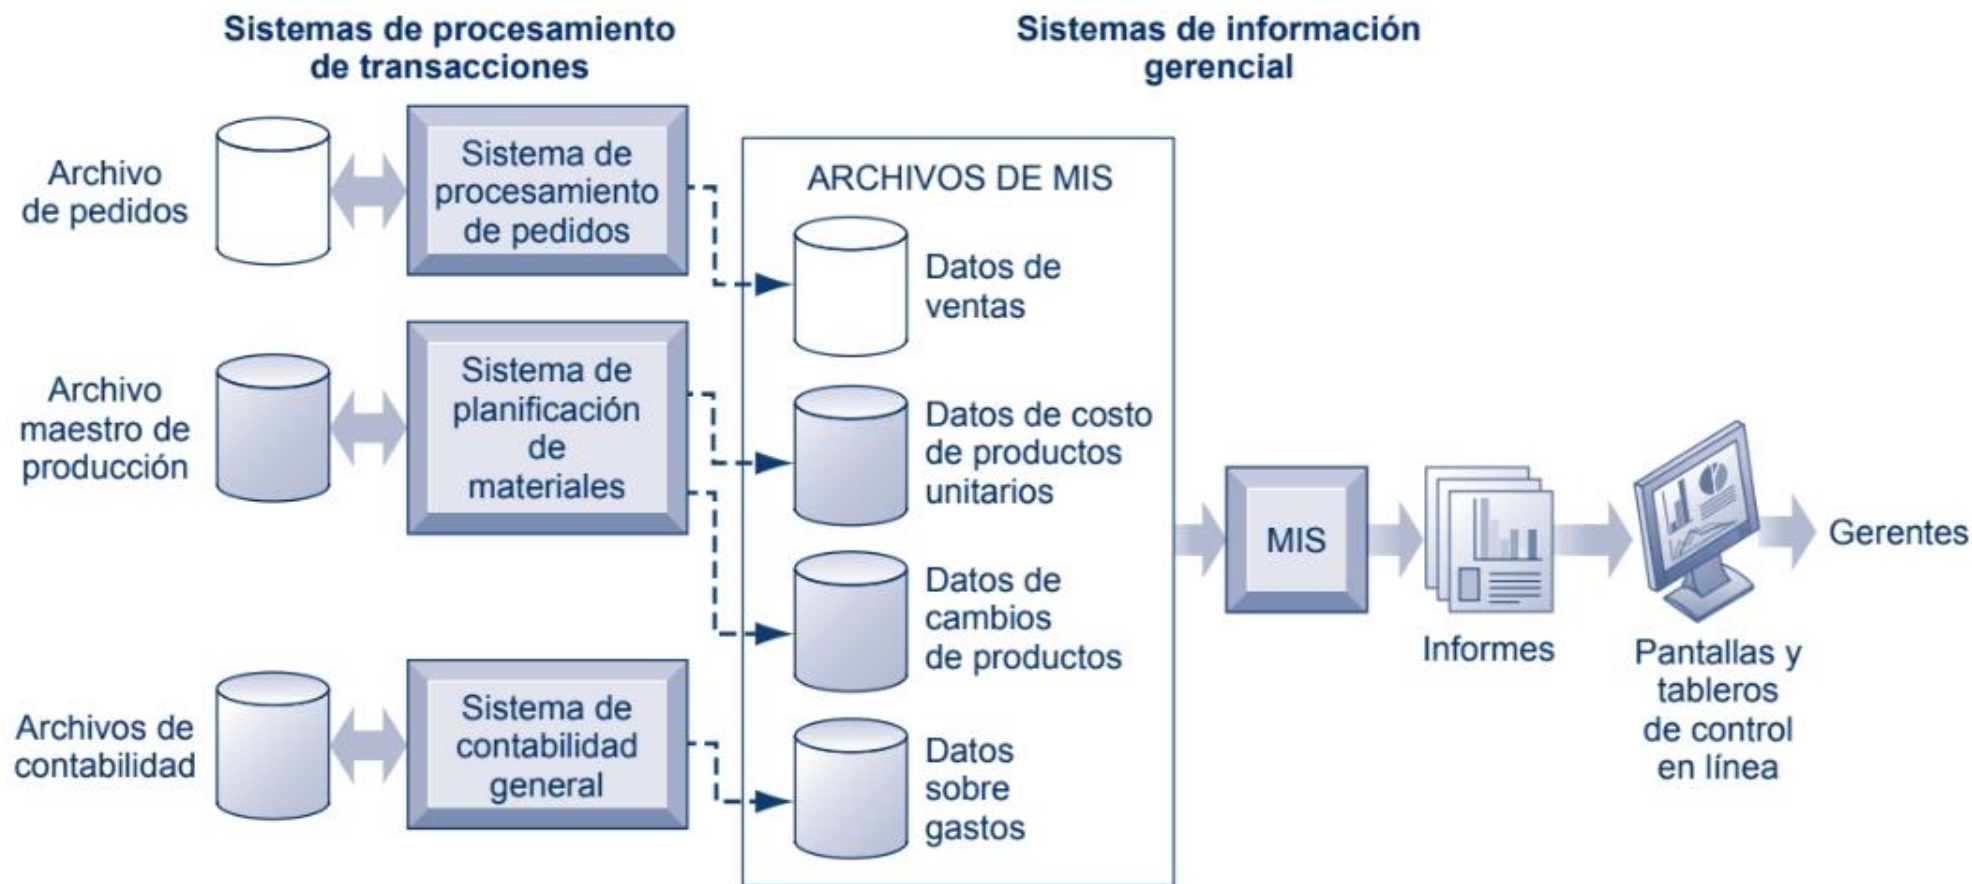 Sistemas de procesamiento
de transacciones
Sistemas de información
gerencial
Archivo
de pedidos
Sistema de
procesamiento
de pedidos
Archivo
maestro de
producción
Sistema de
planificación
de
materiales
Archivos de
contabilidad
Sistema de
contabilidad
general
ARCHIVOS DE MIS
Datos de
ventas
Datos de costo
de productos
unitarios
Datos de
cambios
de productos
Datos
sobre
gastos
MIS
Informes
Pantallas y
tableros
de control
en línea
Gerentes